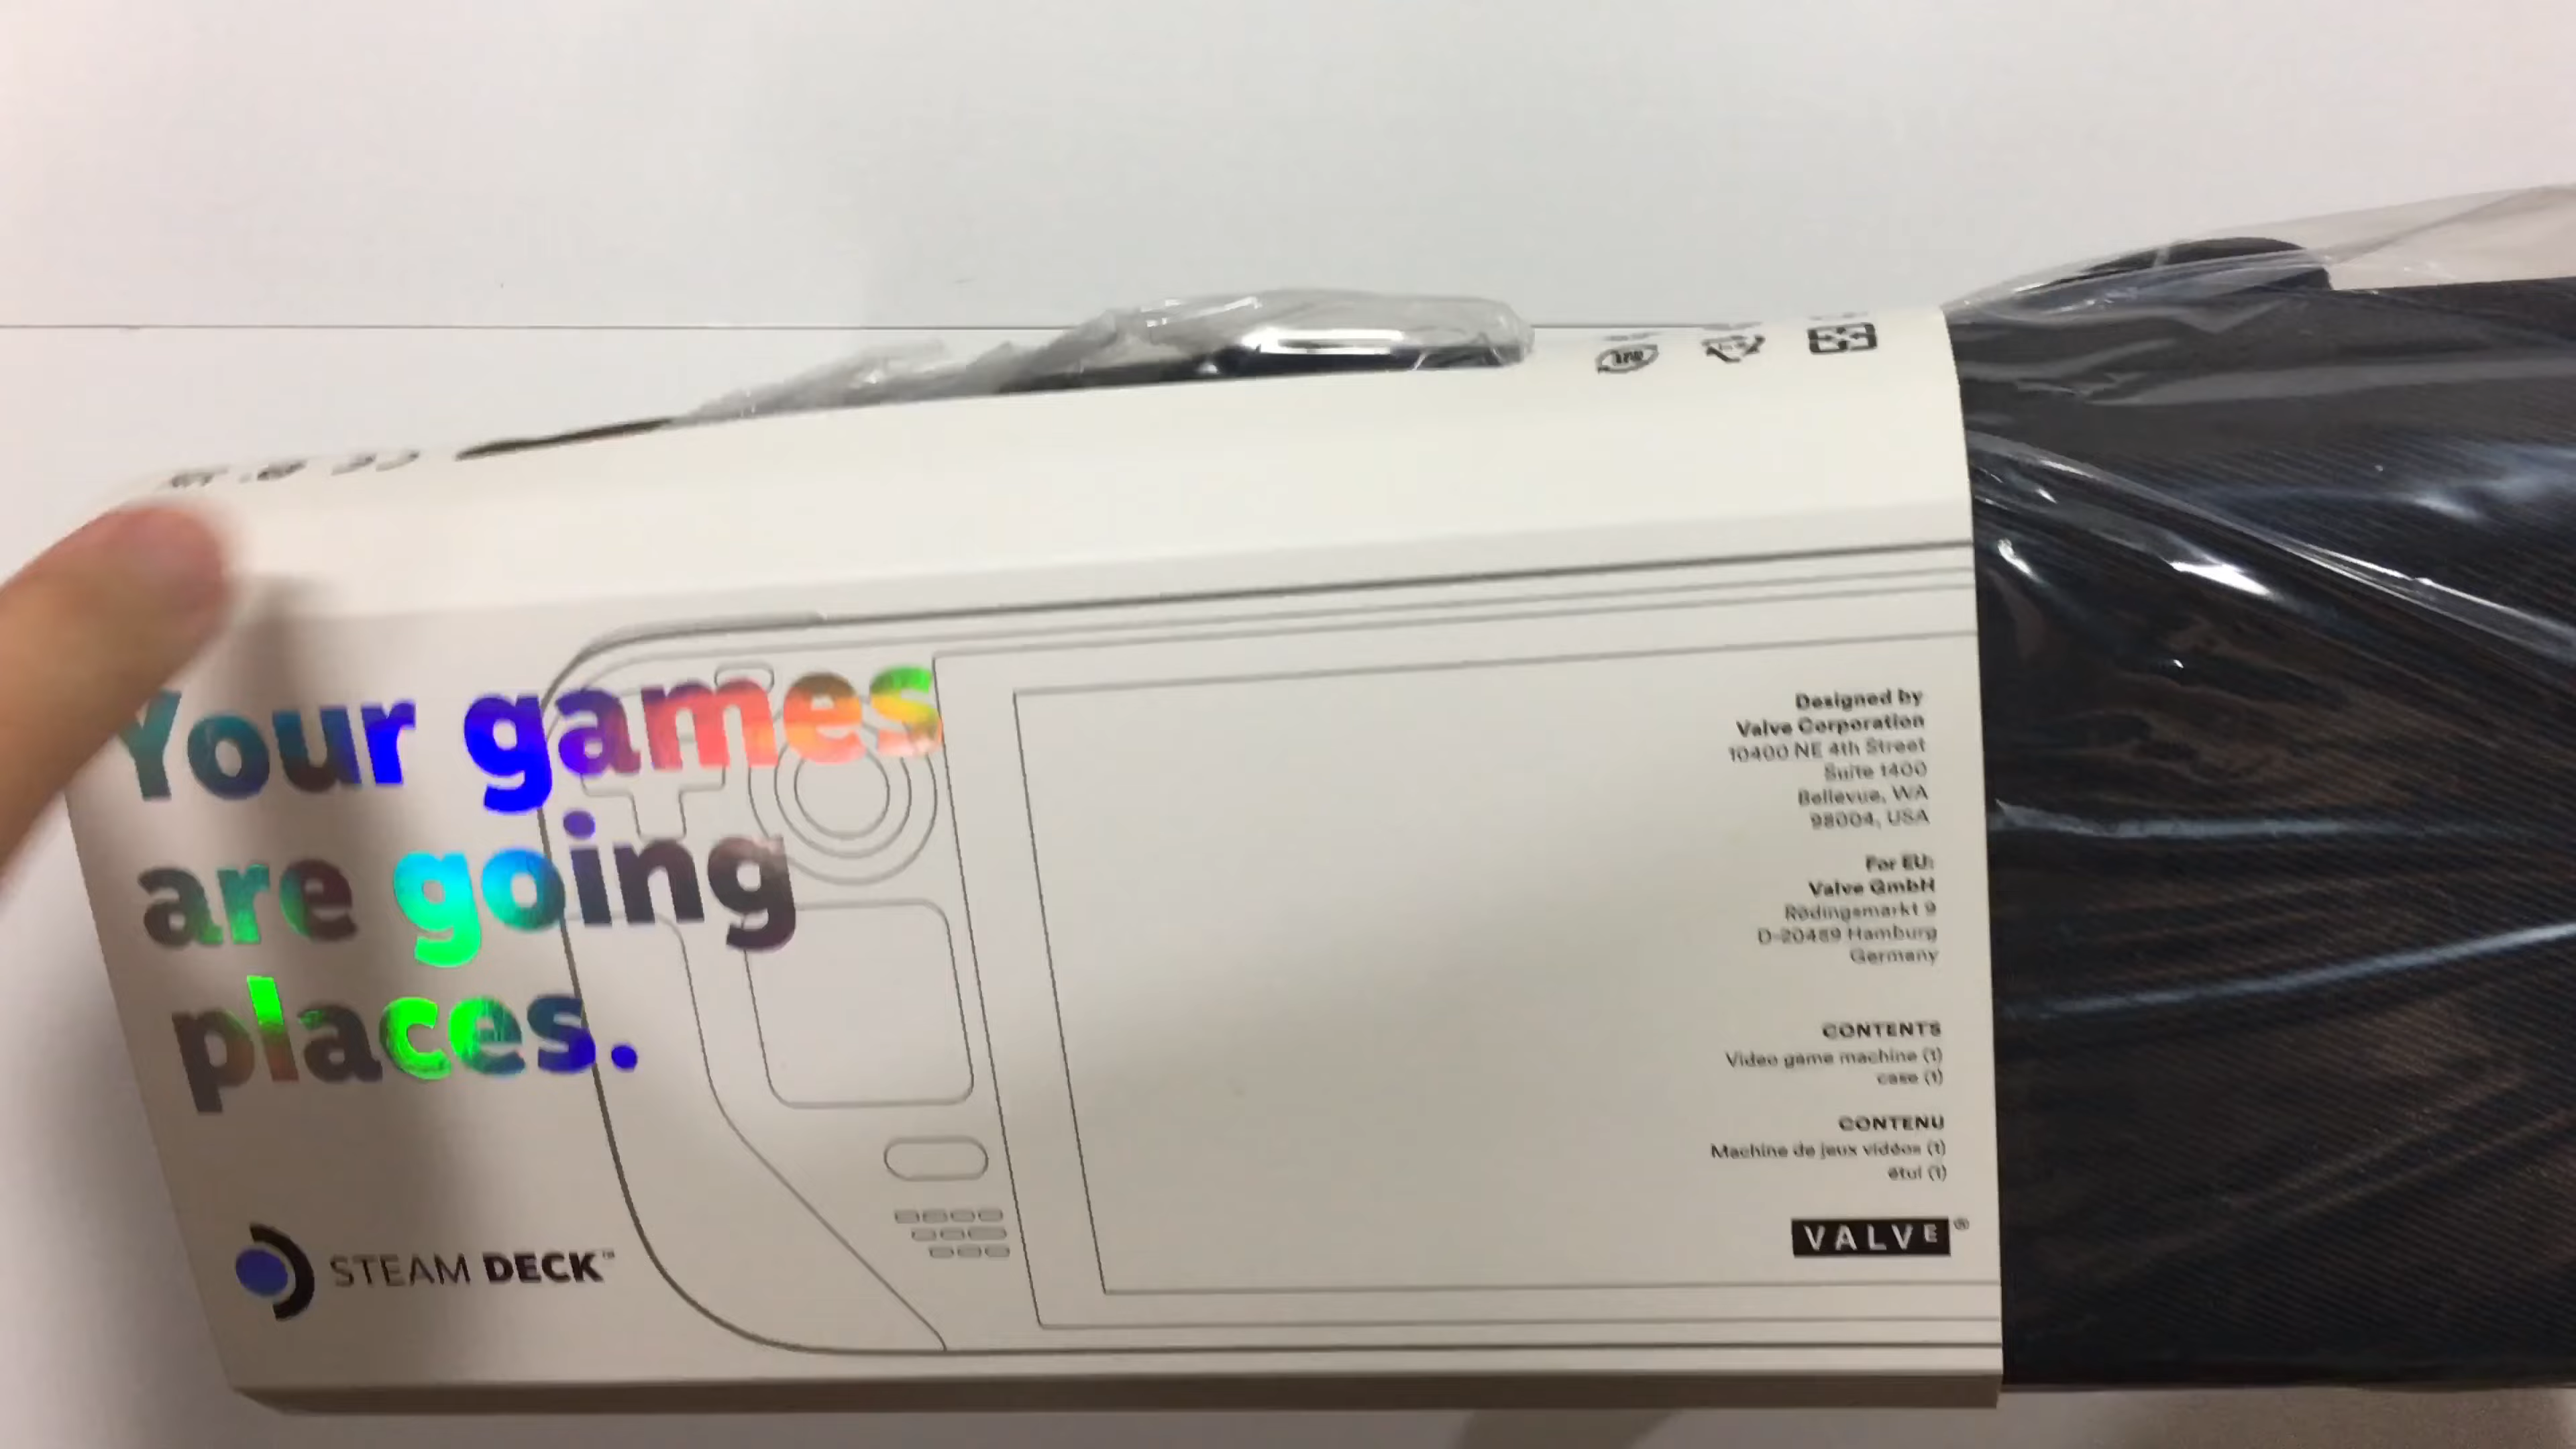 Your games
are going
places.
STEAM DECK™
Designed by
Valve Corporation
10400 NE 4th Street
Suite 1400
Bellevue, WA
98004, USA
For EU:
Valve GmbH
Rödingsmarkt 9
D-20459 Hamburg
Germany
CONTENTS
Video game machine (1)
case (1)
CONTENU
Machine de jeux vidéos (1)
étui (1)
VALVE®